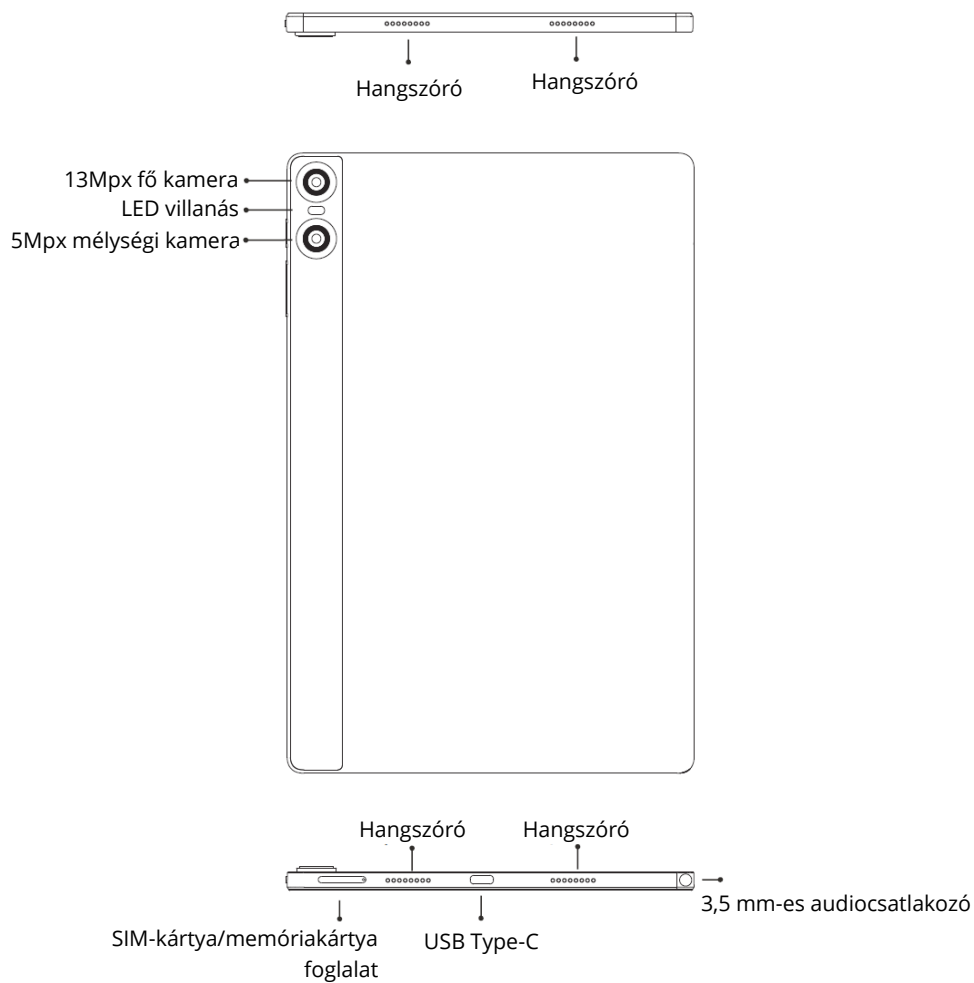 Hangszóró
Hangszóró
13Mpx fő kamera
LED villanás
5Mpx mélységi kamera
Hangszóró
Hangszóró
3,5 mm-es audiocsatlakozó
SIM-kártya/memóriakártya
foglalat
USB Type-C